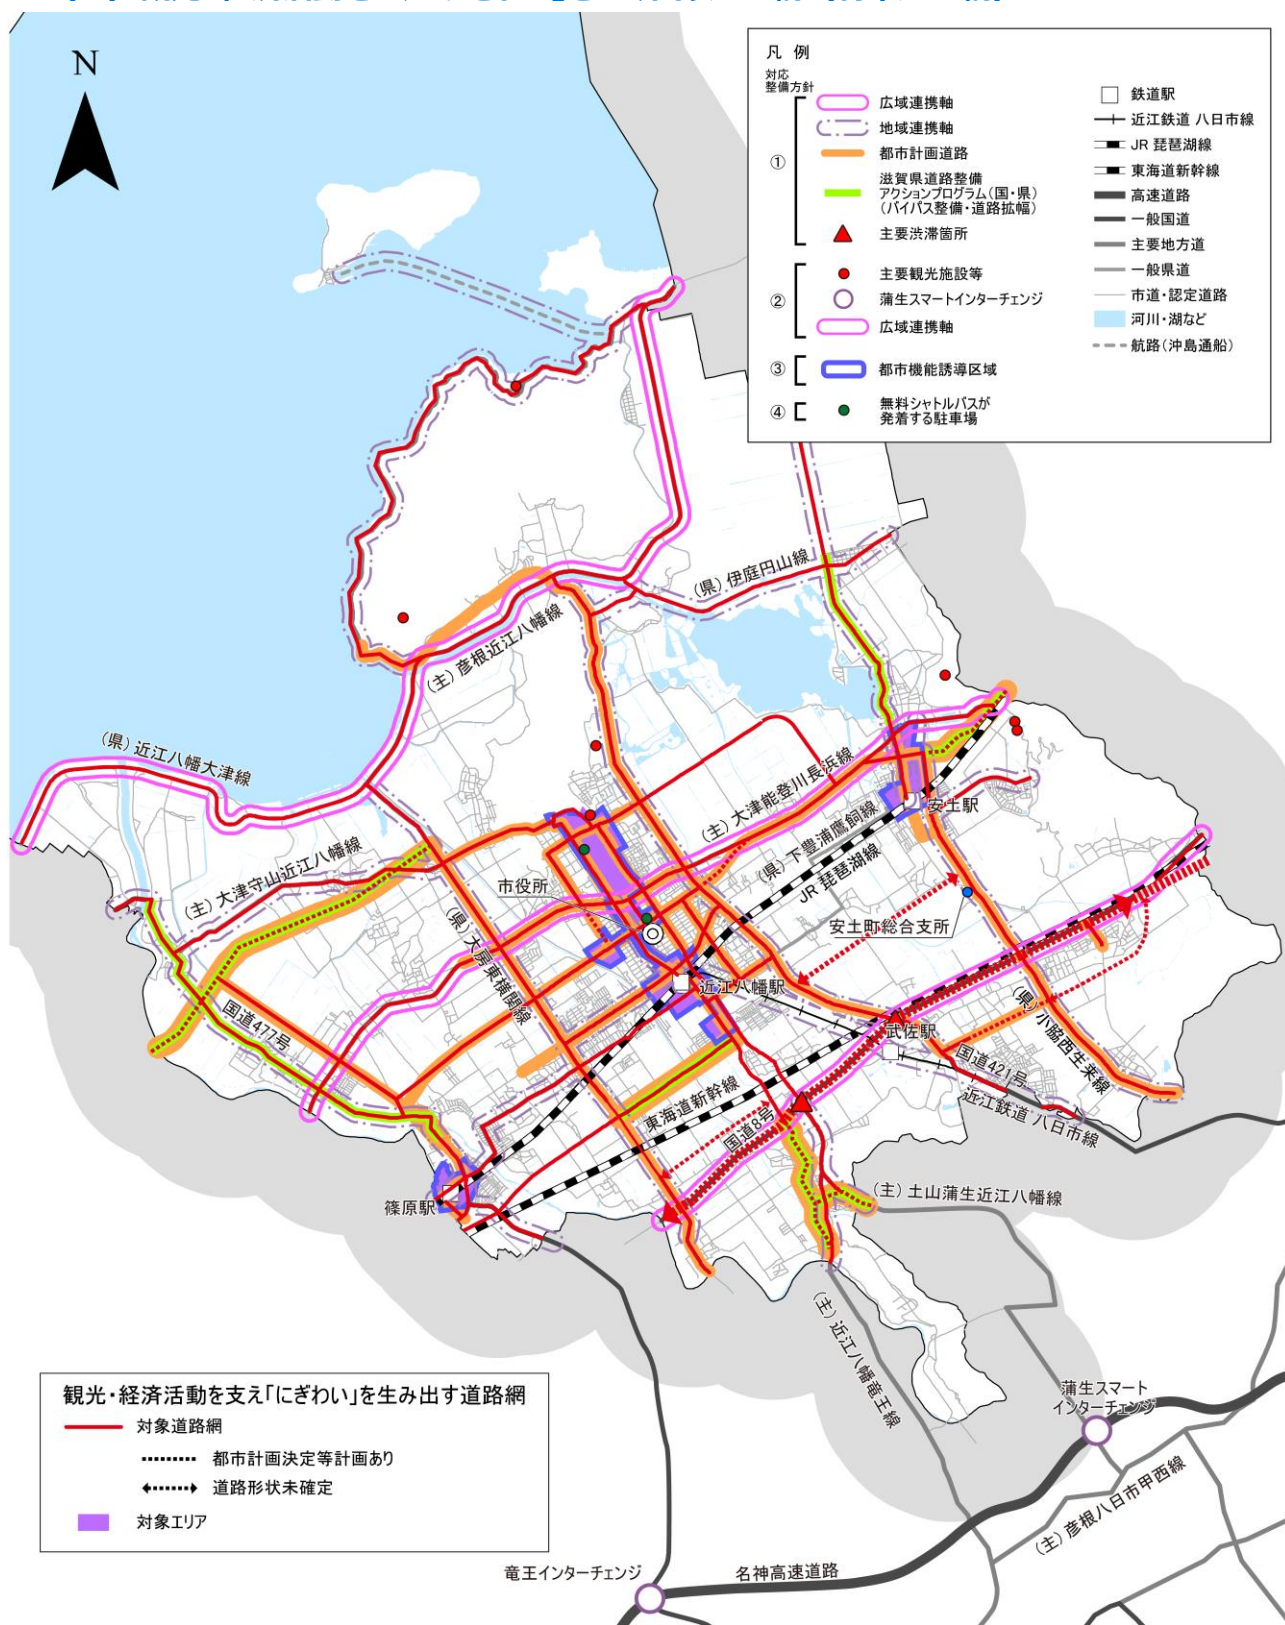 N
凡 例
対応
整備方針
①
広域連携軸
地域連携軸
都市計画道路
滋賀県道路整備
アクションプログラム(国・県)
(バイパス整備・道路拡幅)
主要渋滞箇所
②
主要観光施設等
蒲生スマートインターチェンジ
広域連携軸
③
都市機能誘導区域
④
無料シャトルバスが
発着する駐車場
鉄道駅
近江鉄道 八日市線
JR 琵琶湖線
東海道新幹線
高速道路
一般国道
主要地方道
一般県道
市道・認定道路
河川・湖など
航路(沖島通船)
(県)伊庭円山線
(主)彦根近江八幡線
(県)近江八幡大津線
(主)大津能登川長浜線
安土駅
(県)下豊浦鷹飼線
JR 琵琶湖線
(主)大津守山近江八幡線
市役所
安土町総合支所
(県)大房東横関線
近江八幡駅
武佐駅
国道477号
国道421号
(県)小脇西生来線
近江鉄道 八日市線
東海道新幹線
国道8号
篠原駅
(主)土山蒲生近江八幡線
(主)近江八幡竜王線
蒲生スマート
インターチェンジ
(主)彦根八日市甲西線
名神高速道路
竜王インターチェンジ
観光・経済活動を支え「にぎわい」を生み出す道路網
対象道路網
都市計画決定等計画あり
道路形状未確定
対象エリア